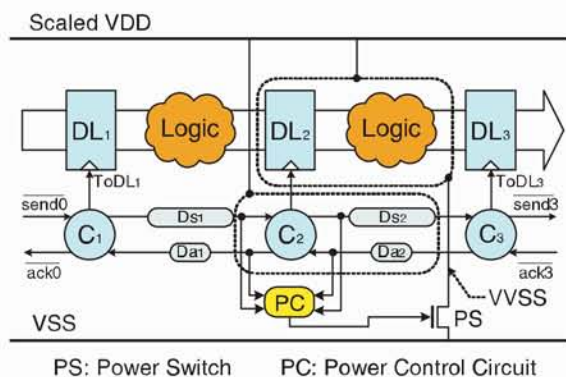 Scaled VDD
DL1 Logic DL2 Logic DL3
ToDL1 ToDL3
send0 Ds1 Ds2 send3
C1 C2 C3
ack0 Da1 Da2 ack3
PC VVSS
VSS PS
PS: Power Switch PC: Power Control Circuit